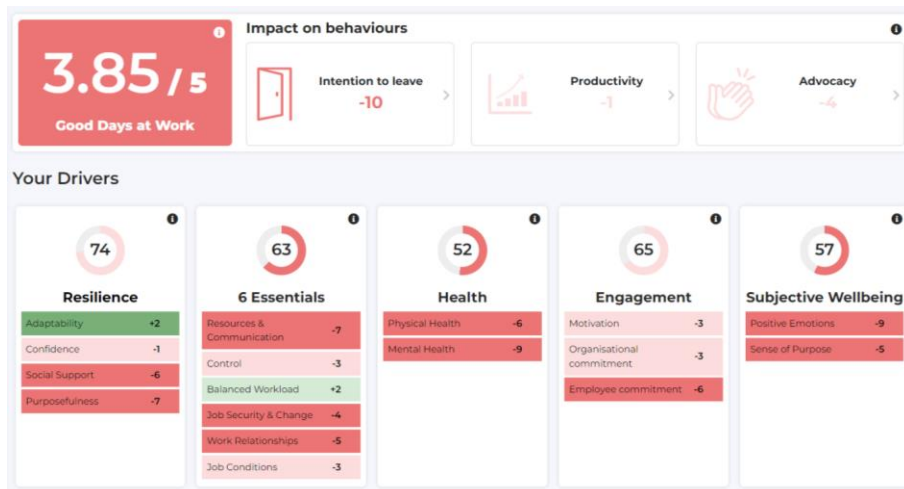 3.85 / 5
Good Days at Work
Impact on behaviours
Intention to leave
-10
Productivity
-1
Advocacy
-4
Your Drivers
74
Resilience
Adaptability +2
Confidence -1
Social Support -6
Purposefulness -7
63
6 Essentials
Resources &
Communication -7
Control -3
Balanced Workload +2
Job Security & Change -4
Work Relationships -5
Job Conditions -3
52
Health
Physical Health -6
Mental Health -9
65
Engagement
Motivation -3
Organisational
commitment -3
Employee commitment -6
57
Subjective Wellbeing
Positive Emotions -9
Sense of Purpose -5